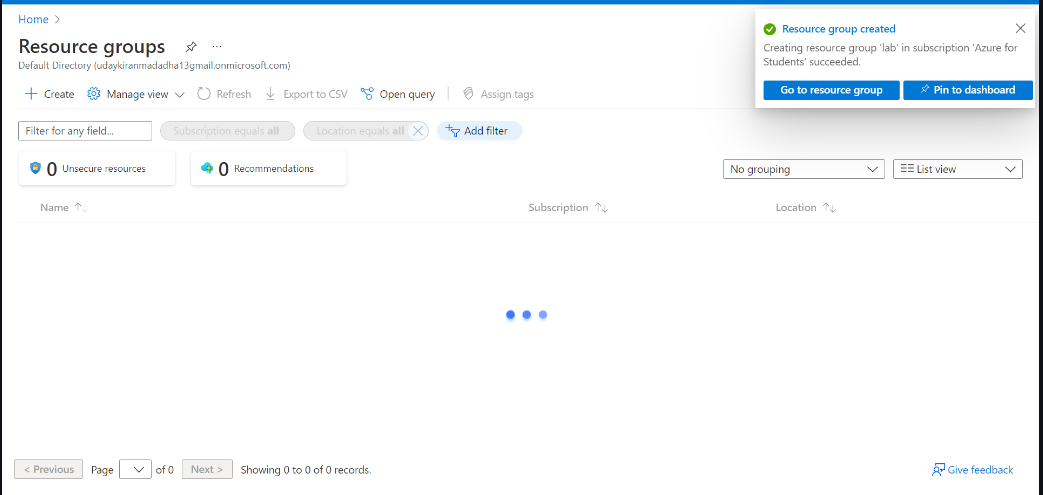 Home >
Resource groups ...
Default Directory (udaykiranmadadha13gmail.onmicrosoft.com)
Resource group created
Creating resource group 'lab' in subscription 'Azure for
Students' succeeded.
Go to resource group Pin to dashboard
+ Create Manage view Refresh Export to CSV Open query Assign tags
Filter for any field... Subscription equals all Location equals all Add filter
0 Unsecure resources 0 Recommendations No grouping List view
Name Subscription Location
< Previous Page of 0 Next > Showing 0 to 0 of 0 records. Give feedback